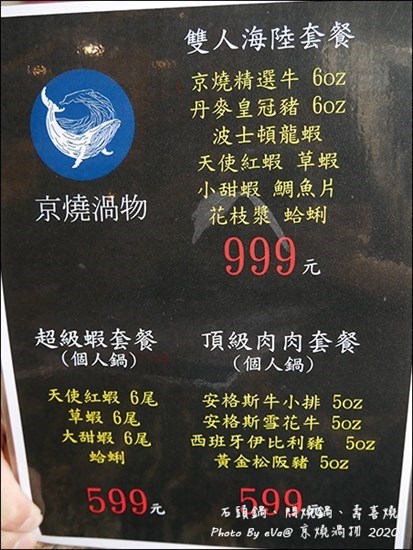 雙人海陸套餐
京燒精選牛 6oz
丹麥皇冠豬 6oz
波士頓龍蝦
天使紅蝦 草蝦
小甜蝦 鯛魚片
花枝漿 蛤蜊
999元
京燒渦物
超級蝦套餐
(個人鍋)
天使紅蝦 6尾
草蝦 6尾
大甜蝦 6尾
蛤蜊
599元
頂級肉肉套餐
(個人鍋)
安格斯牛小排 5oz
安格斯雪花牛 5oz
西班牙伊比利豬 5oz
黃金松阪豬 5oz
599元
石頭鍋、關燒鍋、壽喜燒
Photo By eVa@ 京燒渦物 2020